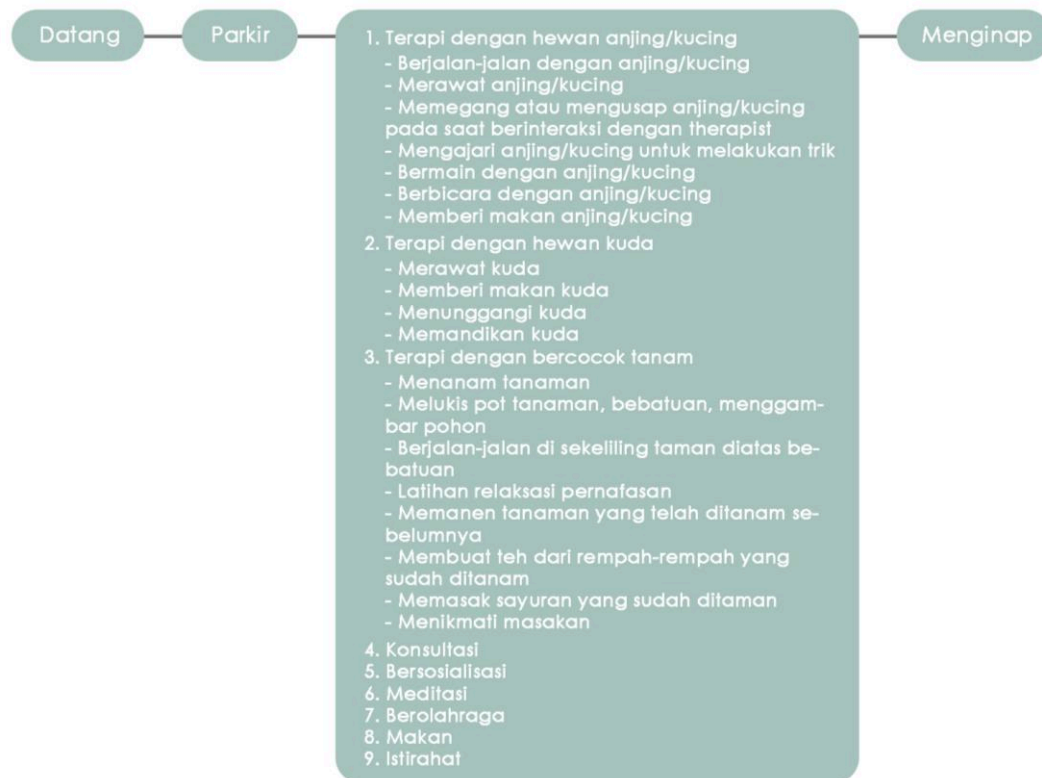 Datang
Parkir
1. Terapi dengan hewan anjing/kucing
- Berjalan-jalan dengan anjing/kucing
- Merawat anjing/kucing
- Memegang atau mengusap anjing/kucing
pada saat berinteraksi dengan therapist
- Mengajari anjing/kucing untuk melakukan trik
- Bermain dengan anjing/kucing
- Berbicara dengan anjing/kucing
- Memberi makan anjing/kucing
2. Terapi dengan hewan kuda
- Merawat kuda
- Memberi makan kuda
- Menunggangi kuda
- Memandikan kuda
3. Terapi dengan bercocok tanam
- Menanam tanaman
- Melukis pot tanaman, bebatuan, menggam-
bar pohon
- Berjalan-jalan di sekeliling taman diatas be-
batuan
- Latihan relaksasi pernafasan
- Memanen tanaman yang telah ditanam se-
belumnya
- Membuat teh dari rempah-rempah yang
sudah ditanam
- Memasak sayuran yang sudah ditaman
- Menikmati masakan
4. Konsultasi
5. Bersosialisasi
6. Meditasi
7. Berolahraga
8. Makan
9. Istirahat
Menginap